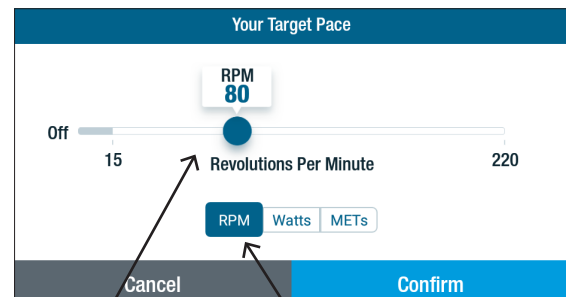 Your Target Pace
RPM
80
Off
15 Revolutions Per Minute 220
RPM Watts METs
Cancel Confirm